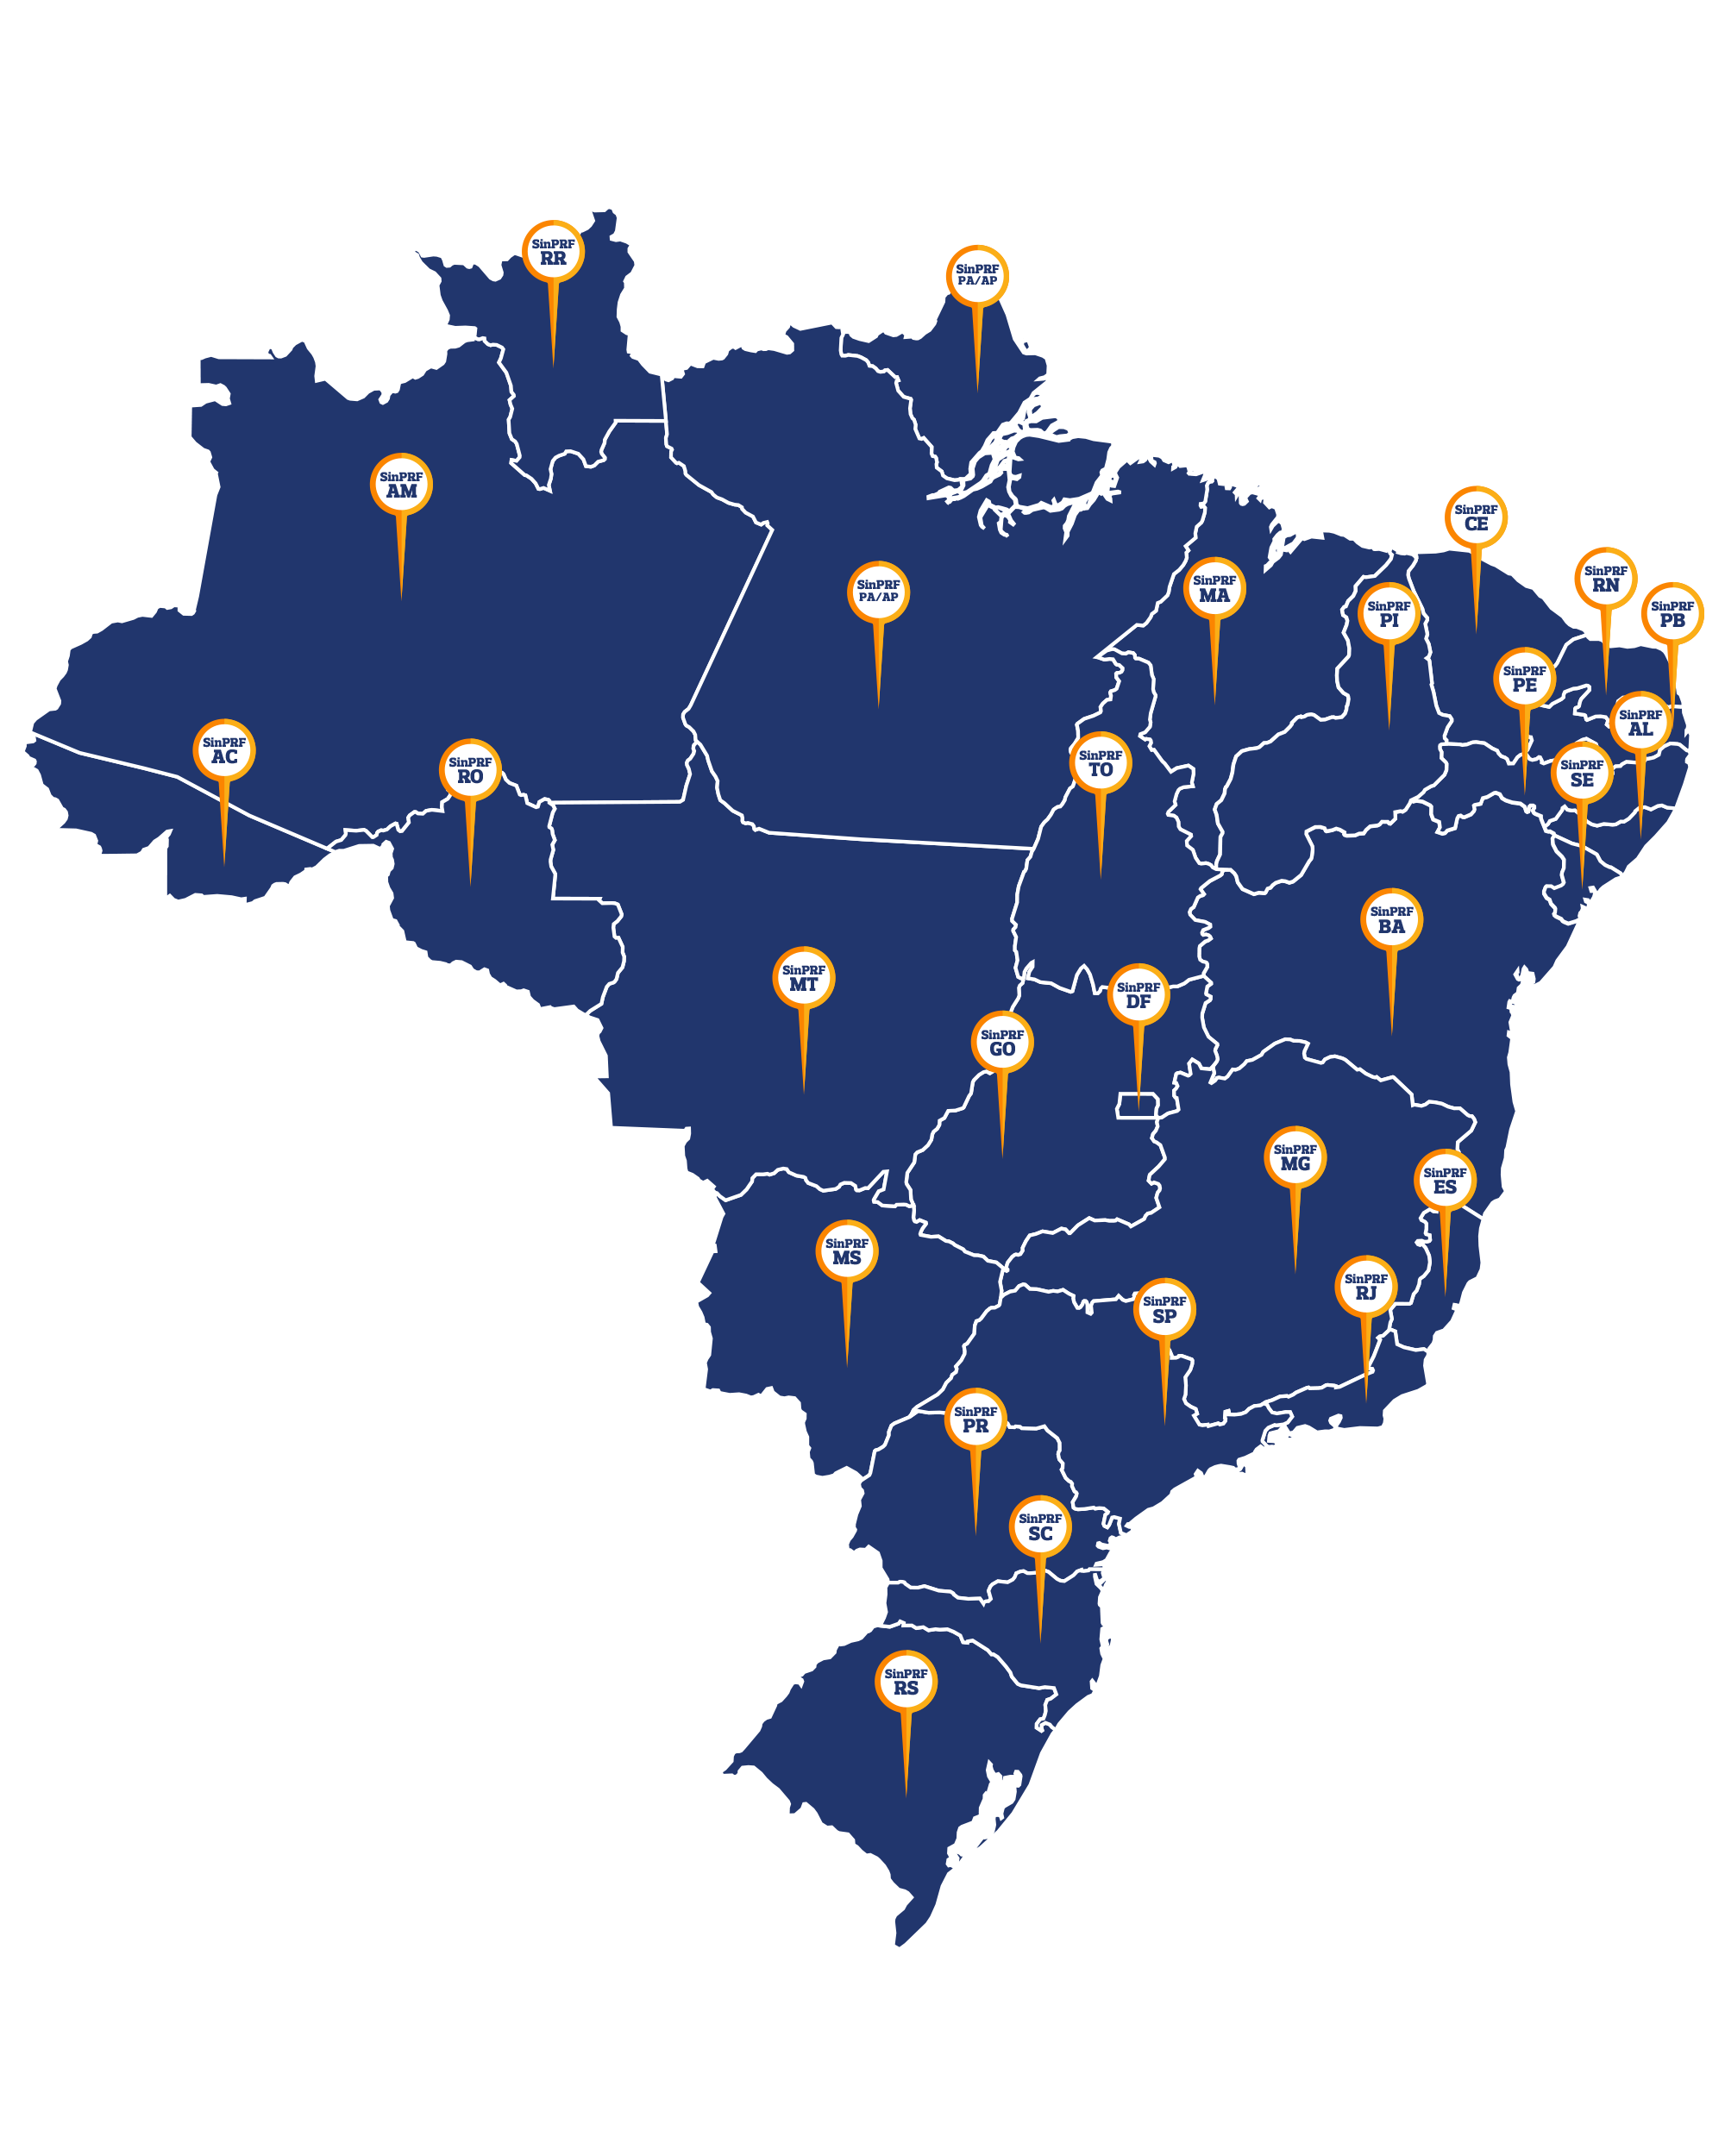 SinPRF
RR
SinPRF
PA/AP
SinPRF
AM
SinPRF
CE
SinPRF
RN
SinPRF
PA/AP
SinPRF
MA
SinPRF
PI
SinPRF
PB
SinPRF
PE
SinPRF
AL
SinPRF
AC
SinPRF
RO
SinPRF
TO
SinPRF
SE
SinPRF
BA
SinPRF
MT
SinPRF
DF
SinPRF
GO
SinPRF
MG
SinPRF
ES
SinPRF
MS
SinPRF
RJ
SinPRF
SP
SinPRF
PR
SinPRF
SC
SinPRF
RS